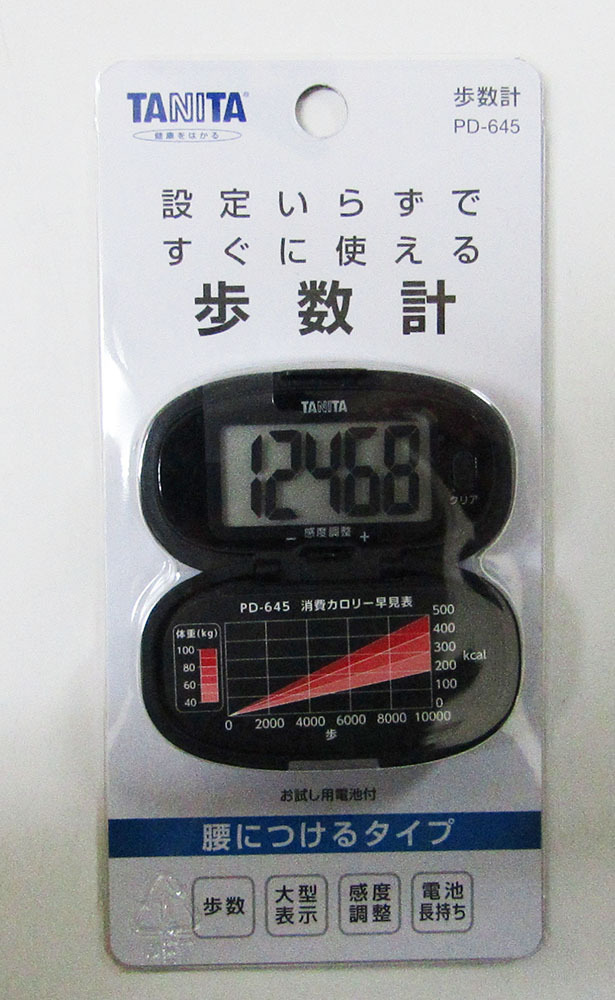 TANITA®
健康をはかる
歩数計
PD-645
設定いらずで
すぐに使える
歩数計
TANITA
12468
クリア
− 感度調整 +
PD-645 消費カロリー早見表
体重(kg)
100
80
60
40
500
400
300
200
100
0
kcal
0 2000 4000 6000 8000 10000
歩
お試し用電池付
腰につけるタイプ
歩数
大型
表示
感度
調整
電池
長持ち